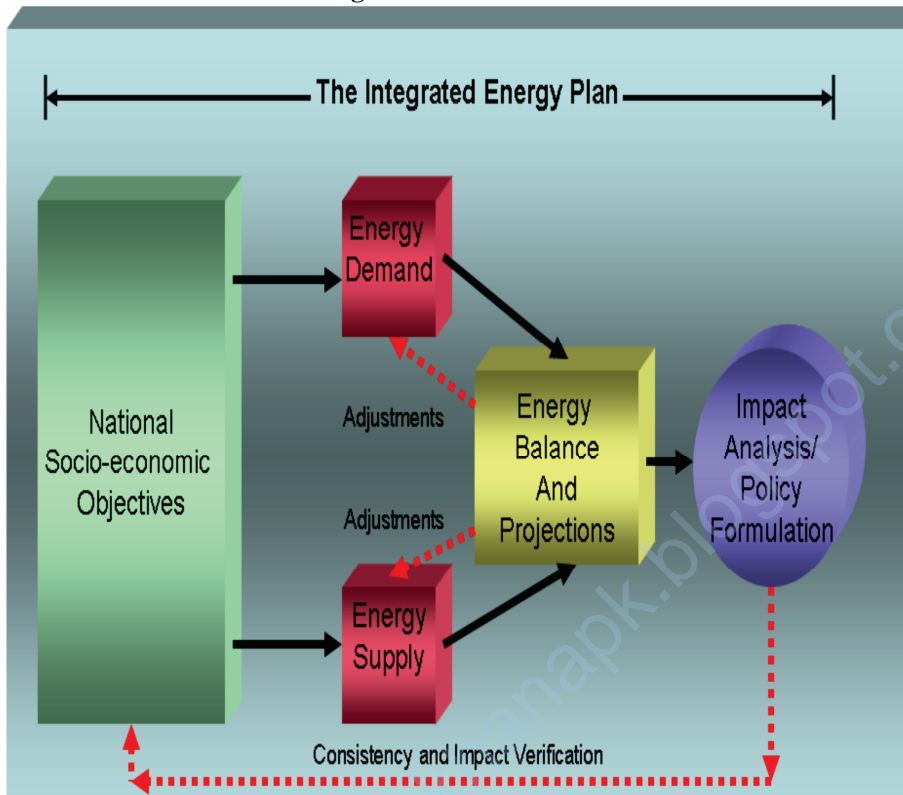 The Integrated Energy Plan
Energy
Demand
National
Socio-economic
Objectives
Adjustments
Adjustments
Energy
Balance
And
Projections
Impact
Analysis/
Policy
Formulation
Energy
Supply
Consistency and Impact Verification